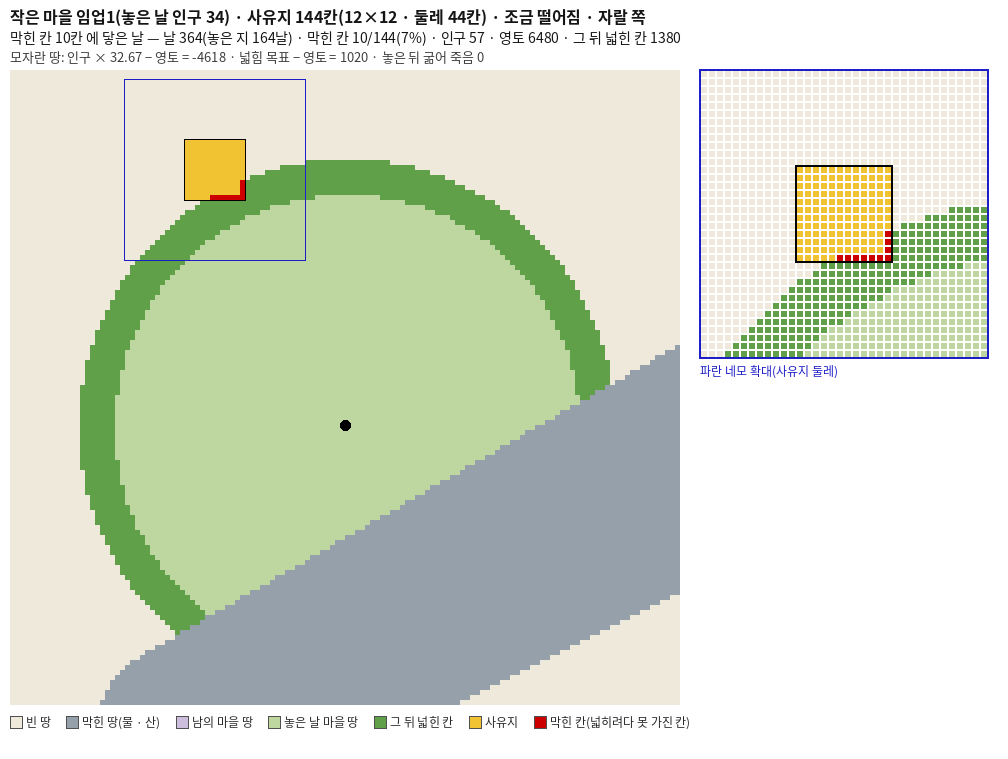 작은 마을 임업1(놓은 날 인구 34) · 사유지 144칸(12×12 · 둘레 44칸) · 조금 떨어짐 · 자랄 쪽
막힌 칸 10칸 에 닿은 날 — 날 364(놓은 지 164날) · 막힌 칸 10/144(7%) · 인구 57 · 영토 6480 · 그 뒤 넓힌 칸 1380
모자란 땅: 인구 × 32.67 − 영토 = -4618 · 넓힘 목표 − 영토 = 1020 · 놓은 뒤 굶어 죽음 0
파란 네모 확대(사유지 둘레)
빈 땅 막힌 땅(물 · 산) 남의 마을 땅 놓은 날 마을 땅 그 뒤 넓힌 칸 사유지 막힌 칸(넓히려다 못 가진 칸)